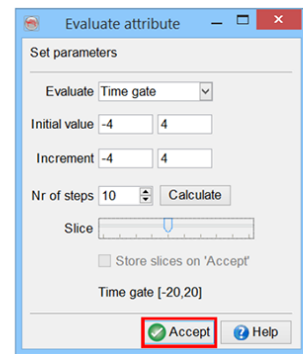 Evaluate attribute
Set parameters
Evaluate Time gate
Initial value -4 4
Increment -4 4
Nr of steps 10 Calculate
Slice
Store slices on 'Accept'
Time gate [-20,20]
Accept Help